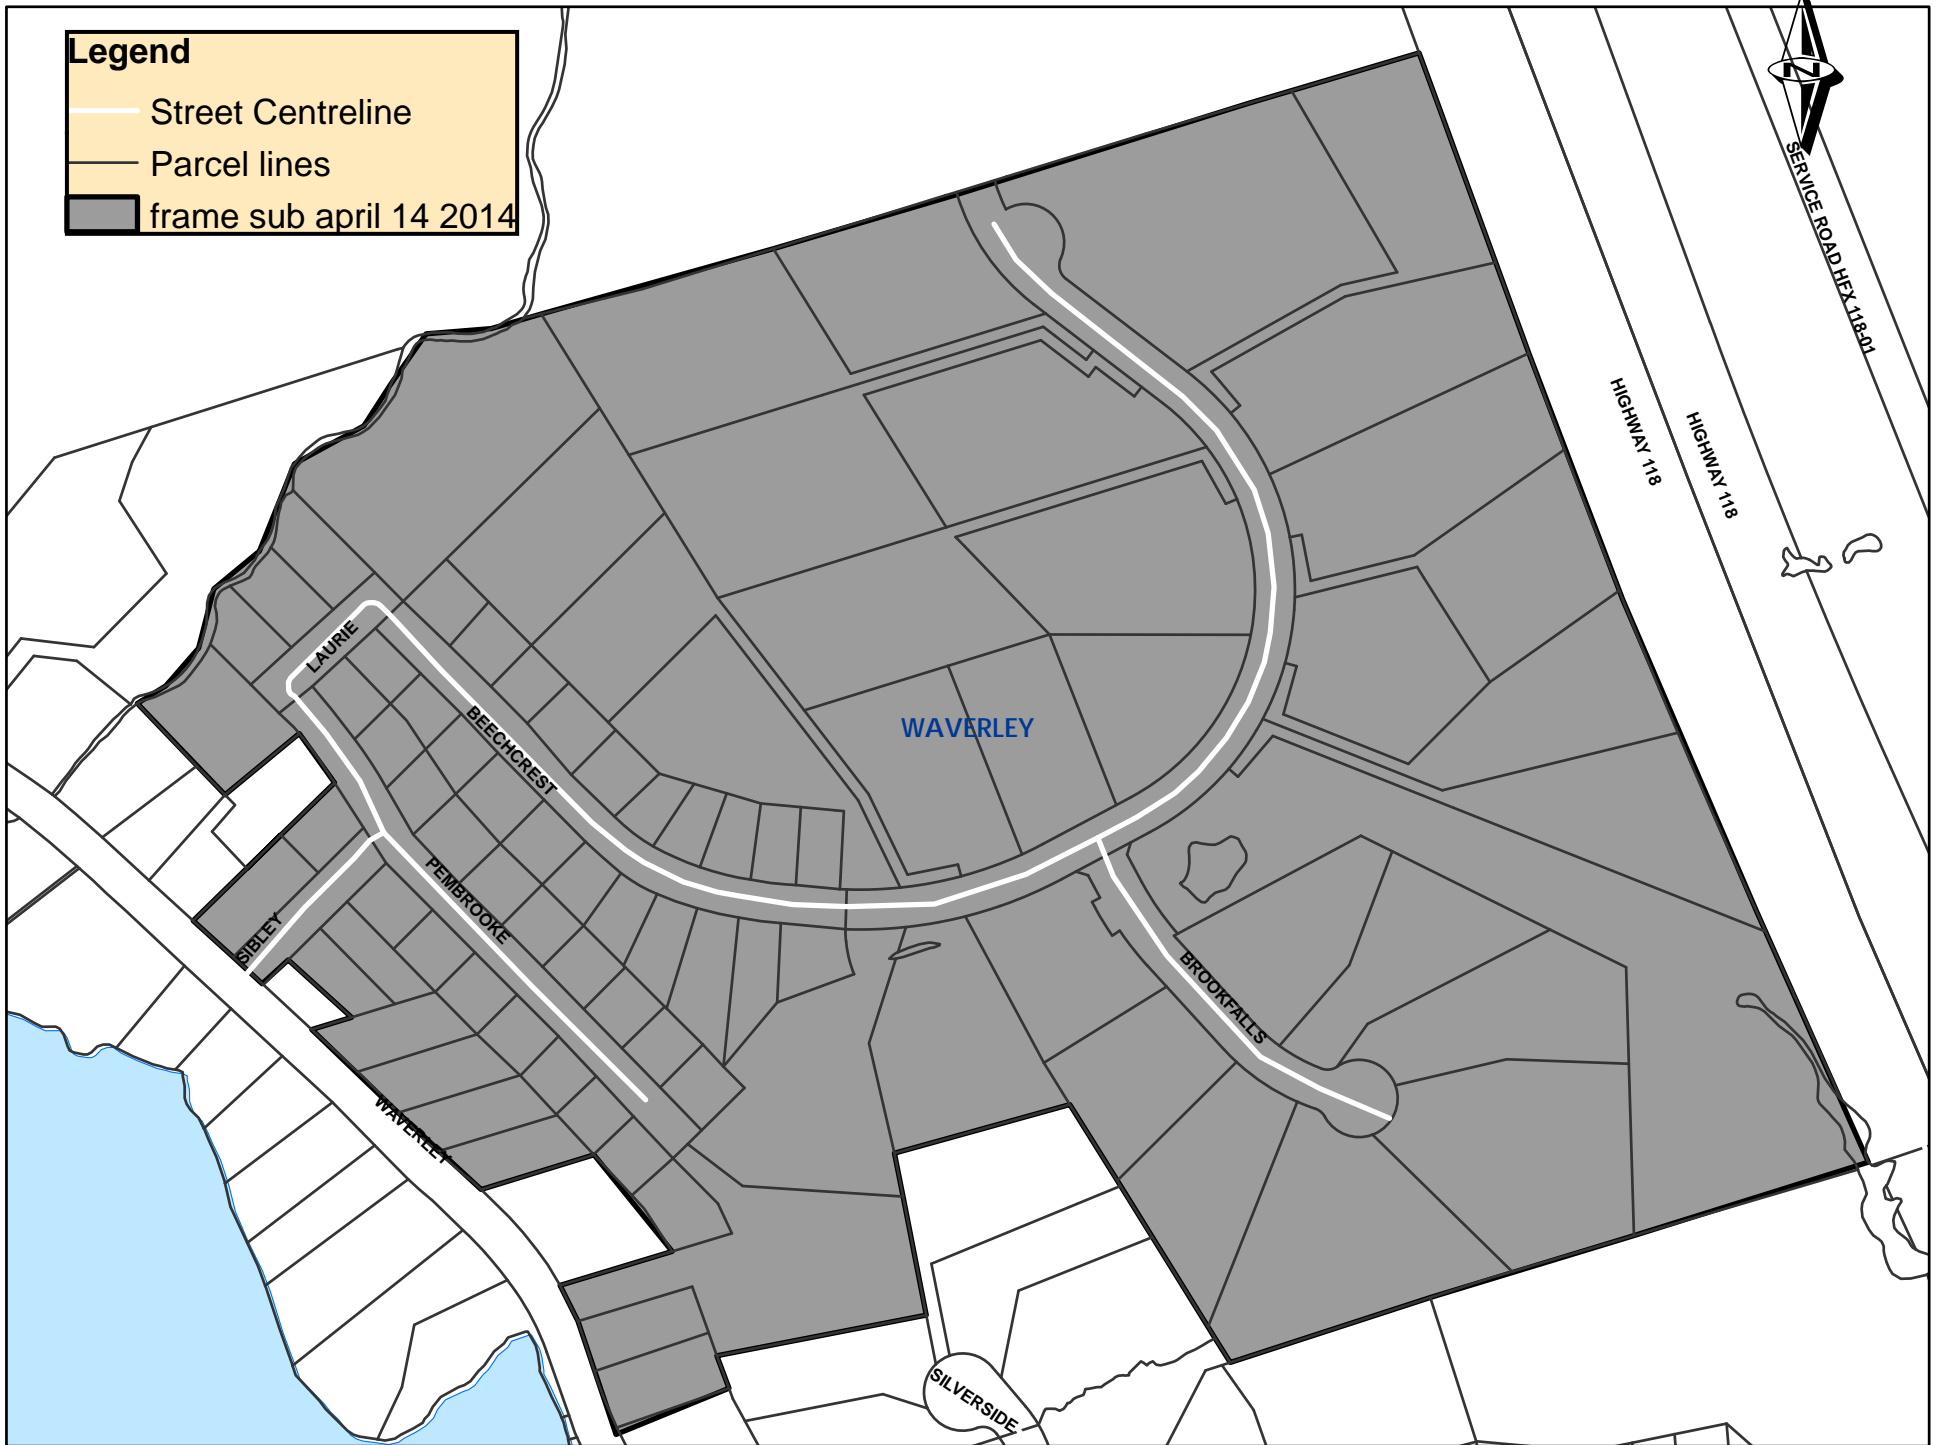 Legend
Street Centreline
Parcel lines
frame sub april 14 2014
N
SERVICE ROAD HFX 118-01
HIGHWAY 118
HIGHWAY 118
LAURIE
BEECHCREST
WAVERLEY
PEMBROOKE
SIBLEY
BROOKFALLS
WAVERLEY
SILVERSIDE